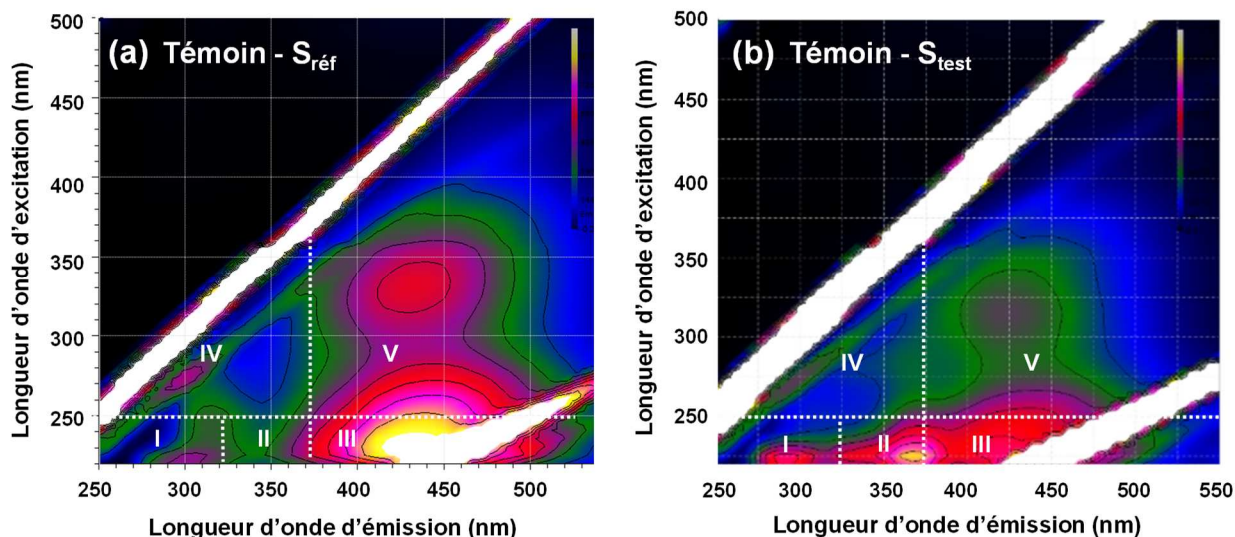 (a) Témoin - Sréf
Longueur d'onde d'excitation (nm)
500
450
400
350
300
250
IV
V
I
II
III
250 300 350 400 450 500
Longueur d'onde d'émission (nm)
(b) Témoin - Stest
Longueur d'onde d'excitation (nm)
500
450
400
350
300
250
IV
V
I
II
III
250 300 350 400 450 500 550
Longueur d'onde d'émission (nm)